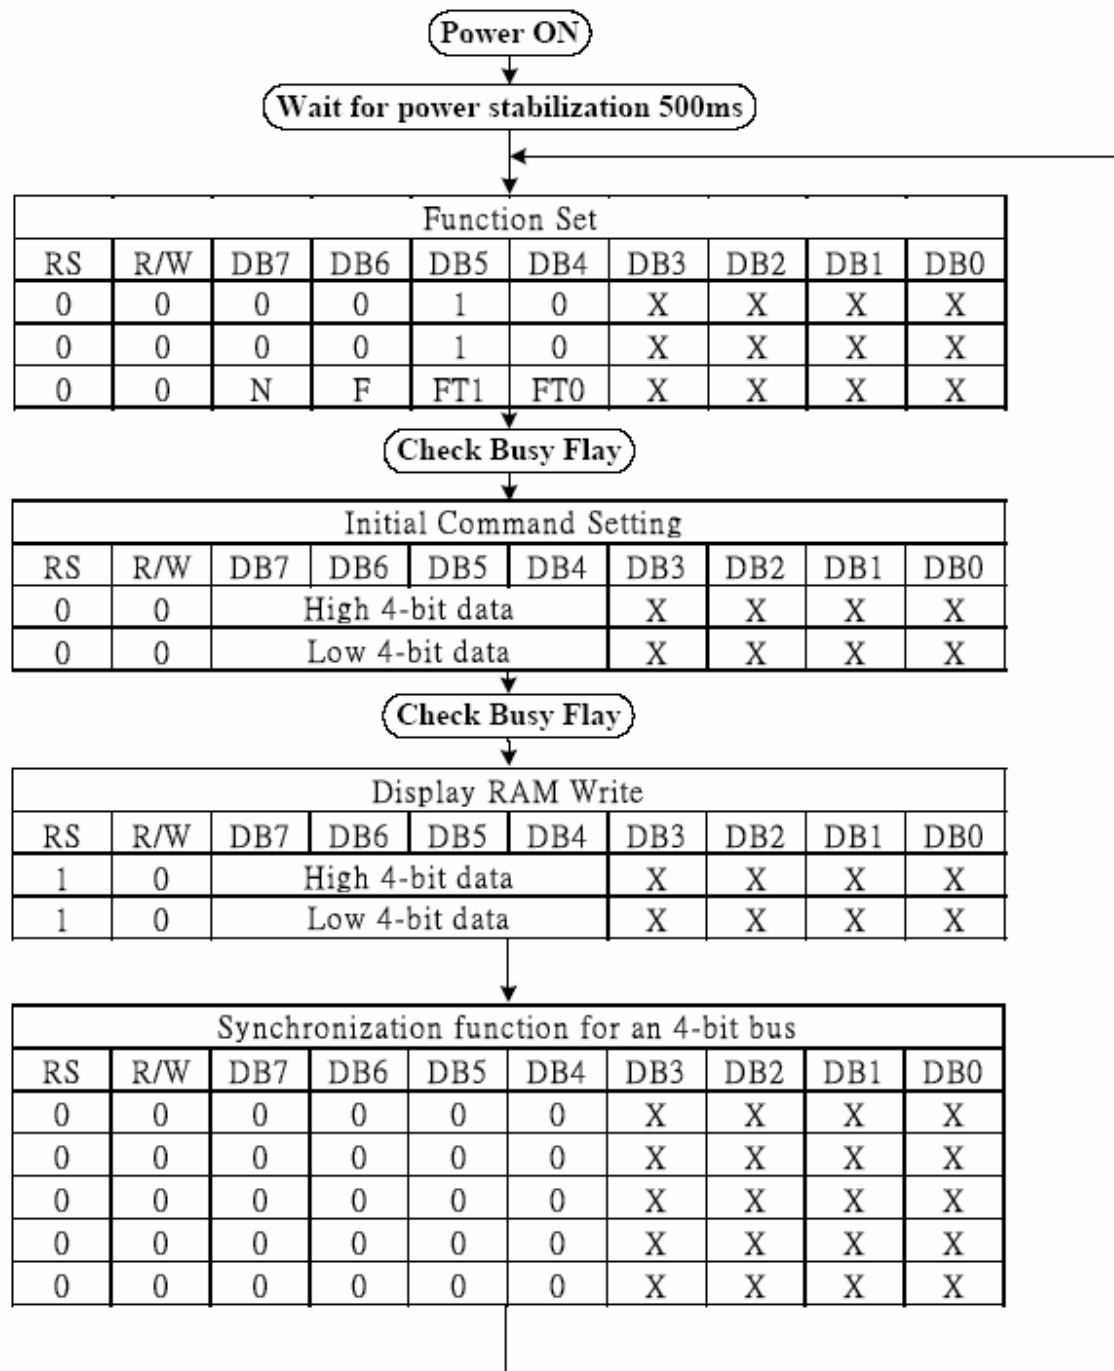 Power ON
Wait for power stabilization 500ms
Function Set
RS R/W DB7 DB6 DB5 DB4 DB3 DB2 DB1 DB0
0 0 0 0 1 0 X X X X
0 0 0 0 1 0 X X X X
0 0 N F FT1 FT0 X X X X
Check Busy Flay
Initial Command Setting
RS R/W DB7 DB6 DB5 DB4 DB3 DB2 DB1 DB0
0 0 High 4-bit data X X X X
0 0 Low 4-bit data X X X X
Check Busy Flay
Display RAM Write
RS R/W DB7 DB6 DB5 DB4 DB3 DB2 DB1 DB0
1 0 High 4-bit data X X X X
1 0 Low 4-bit data X X X X
Synchronization function for an 4-bit bus
RS R/W DB7 DB6 DB5 DB4 DB3 DB2 DB1 DB0
0 0 0 0 0 0 X X X X
0 0 0 0 0 0 X X X X
0 0 0 0 0 0 X X X X
0 0 0 0 0 0 X X X X
0 0 0 0 0 0 X X X X